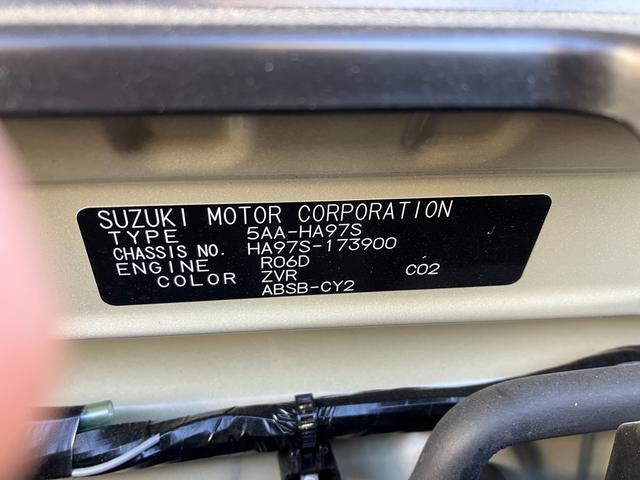 SUZUKI MOTOR CORPORATION
TYPE 5AA-HA97S
CHASSIS NO. HA97S-173900
ENGINE R06D
COLOR ZVR C02
ABSB-CY2